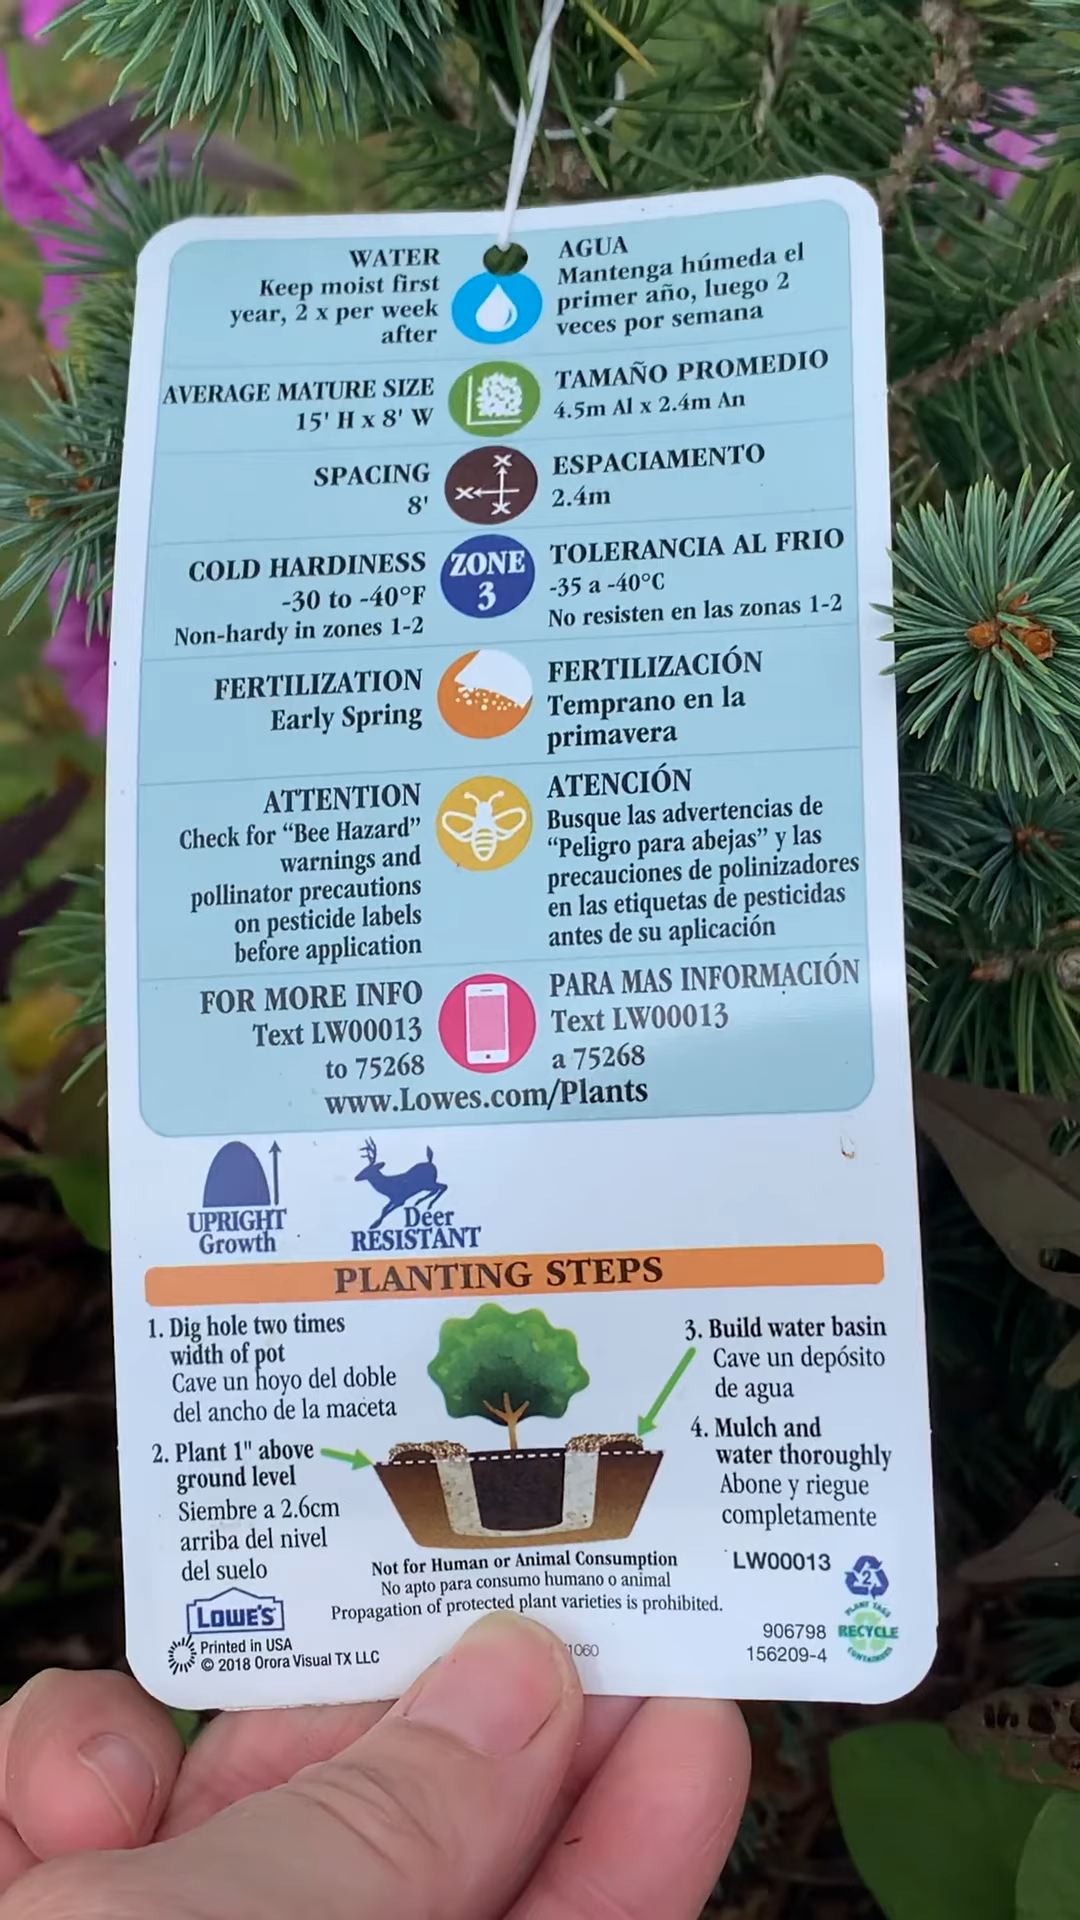 WATER
Keep moist first
year, 2 x per week
after
AGUA
Mantenga húmeda el
primer año, luego 2
veces por semana
AVERAGE MATURE SIZE
15' H x 8' W
TAMAÑO PROMEDIO
4.5m Al x 2.4m An
SPACING
8'
X
X
X
ESPACIAMENTO
2.4m
COLD HARDINESS
-30 to -40°F
Non-hardy in zones 1-2
ZONE
3
TOLERANCIA AL FRIO
-35 a -40°C
No resisten en las zonas 1-2
FERTILIZATION
Early Spring
FERTILIZACIÓN
Temprano en la
primavera
ATTENTION
Check for “Bee Hazard”
warnings and
pollinator precautions
on pesticide labels
before application
ATENCIÓN
Busque las advertencias de
“Peligro para abejas” y las
precauciones de polinizadores
en las etiquetas de pesticidas
antes de su aplicación
FOR MORE INFO
Text LW00013
to 75268
PARA MAS INFORMACIÓN
Text LW00013
a 75268
www.Lowes.com/Plants
UPRIGHT
Growth
Deer
RESISTANT
PLANTING STEPS
1. Dig hole two times
width of pot
Cave un hoyo del doble
del ancho de la maceta
2. Plant 1" above
ground level
Siembre a 2.6cm
arriba del nivel
del suelo
3. Build water basin
Cave un depósito
de agua
4. Mulch and
water thoroughly
Abone y riegue
completamente
Not for Human or Animal Consumption
No apto para consumo humano o animal
Propagation of protected plant varieties is prohibited.
LOWE'S
Printed in USA
© 2018 Orora Visual TX LLC
1060
LW00013
2
906798
156209-4
PLANT TAGS
RECYCLE
CONTAINERS